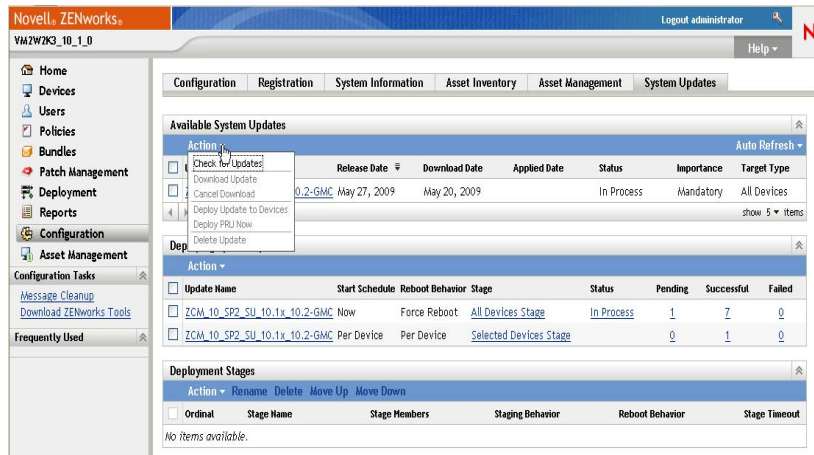 Novell® ZENworks®
Logout administrator
VM2W2K3_10_1_0
N
Help
Home
Devices
Users
Policies
Bundles
Patch Management
Deployment
Reports
Configuration
Asset Management
Configuration Tasks
Message Cleanup
Download ZENworks Tools
Frequently Used
Configuration Registration System Information Asset Inventory Asset Management System Updates
Available System Updates
Action Auto Refresh
Release Date Download Date Applied Date Status Importance Target Type
10.2-GMC May 27, 2009 May 20, 2009 In Process Mandatory All Devices
show 5 items
Check for Updates
Download Update
Cancel Download
Deploy Update to Devices
Deploy PRU Now
Delete Update
Action
Update Name Start Schedule Reboot Behavior Stage Status Pending Successful Failed
ZCM_10_SP2_SU_10.1x_10.2-GMC Now Force Reboot All Devices Stage In Process 1 7 0
ZCM_10_SP2_SU_10.1x_10.2-GMC Per Device Per Device Selected Devices Stage 0 1 0
Deployment Stages
Action Rename Delete Move Up Move Down
Ordinal Stage Name Stage Members Staging Behavior Reboot Behavior Stage Timeout
No items available.